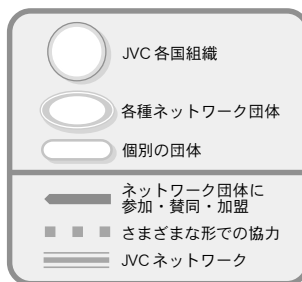 JVC 各国組織
各種ネットワーク団体
個別の団体
ネットワーク団体に
参加・賛同・加盟
さまざまな形での協力
JVC ネットワーク